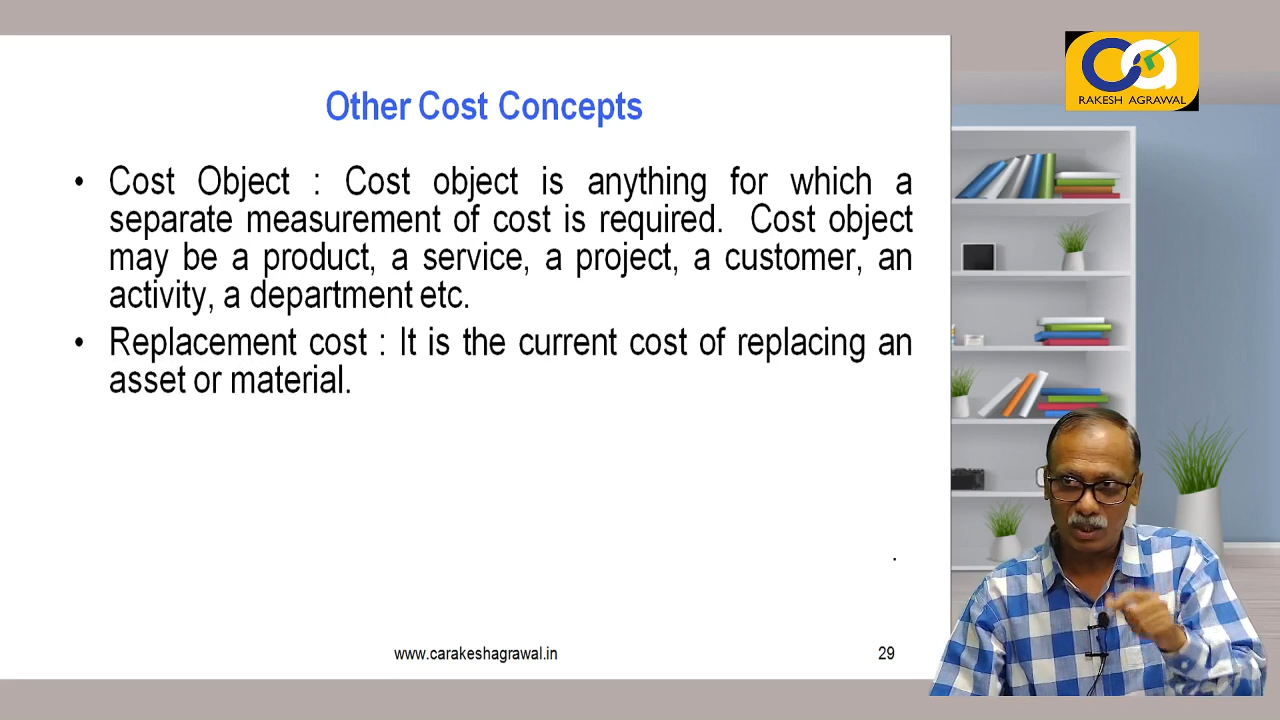 Ca
RAKESH AGRAWAL
Other Cost Concepts
• Cost Object : Cost object is anything for which a
separate measurement of cost is required. Cost object
may be a product, a service, a project, a customer, an
activity, a department etc.
• Replacement cost : It is the current cost of replacing an
asset or material.
.
www.carakeshagrawal.in
29